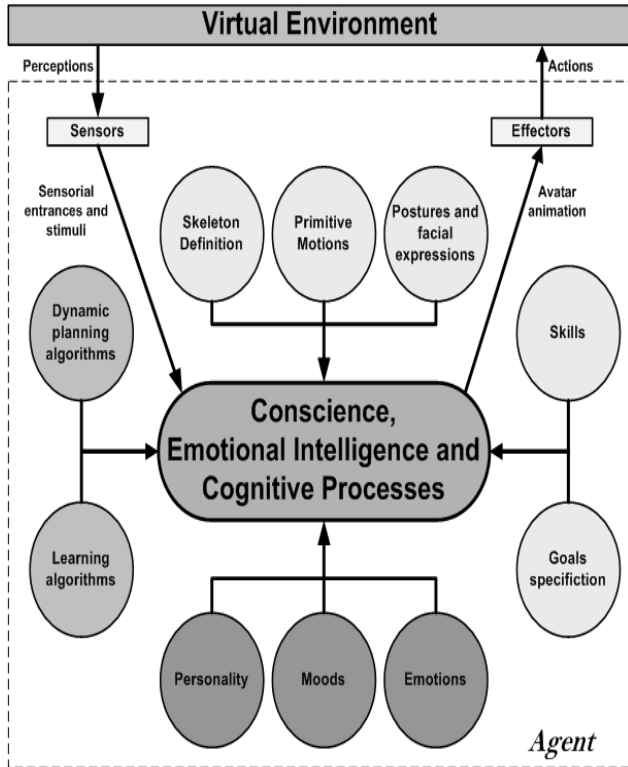 Virtual Environment
Perceptions
Actions
Sensors
Effectors
Sensorial
entrances and
stimuli
Skeleton
Definition
Primitive
Motions
Postures and
facial
expressions
Avatar
animation
Dynamic
planning
algorithms
Skills
Conscience,
Emotional Intelligence and
Cognitive Processes
Learning
algorithms
Goals
specifiction
Personality
Moods
Emotions
Agent